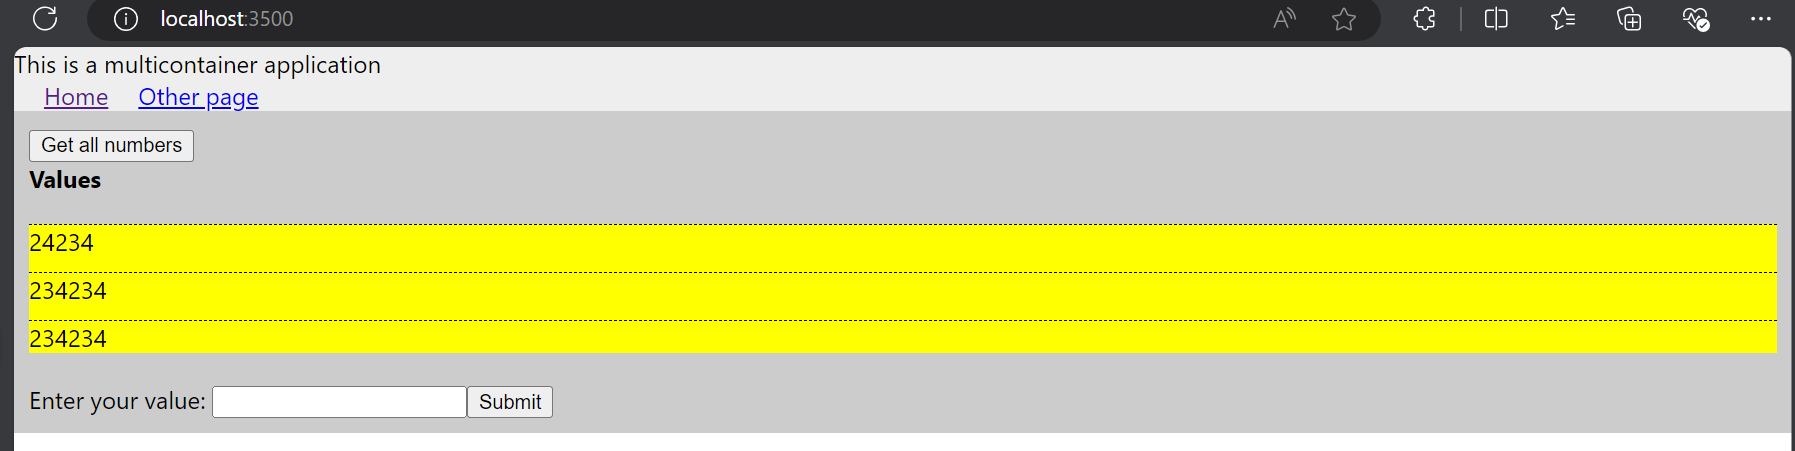 localhost:3500
This is a multicontainer application
Home Other page
Get all numbers
Values
24234
234234
234234
Enter your value: Submit